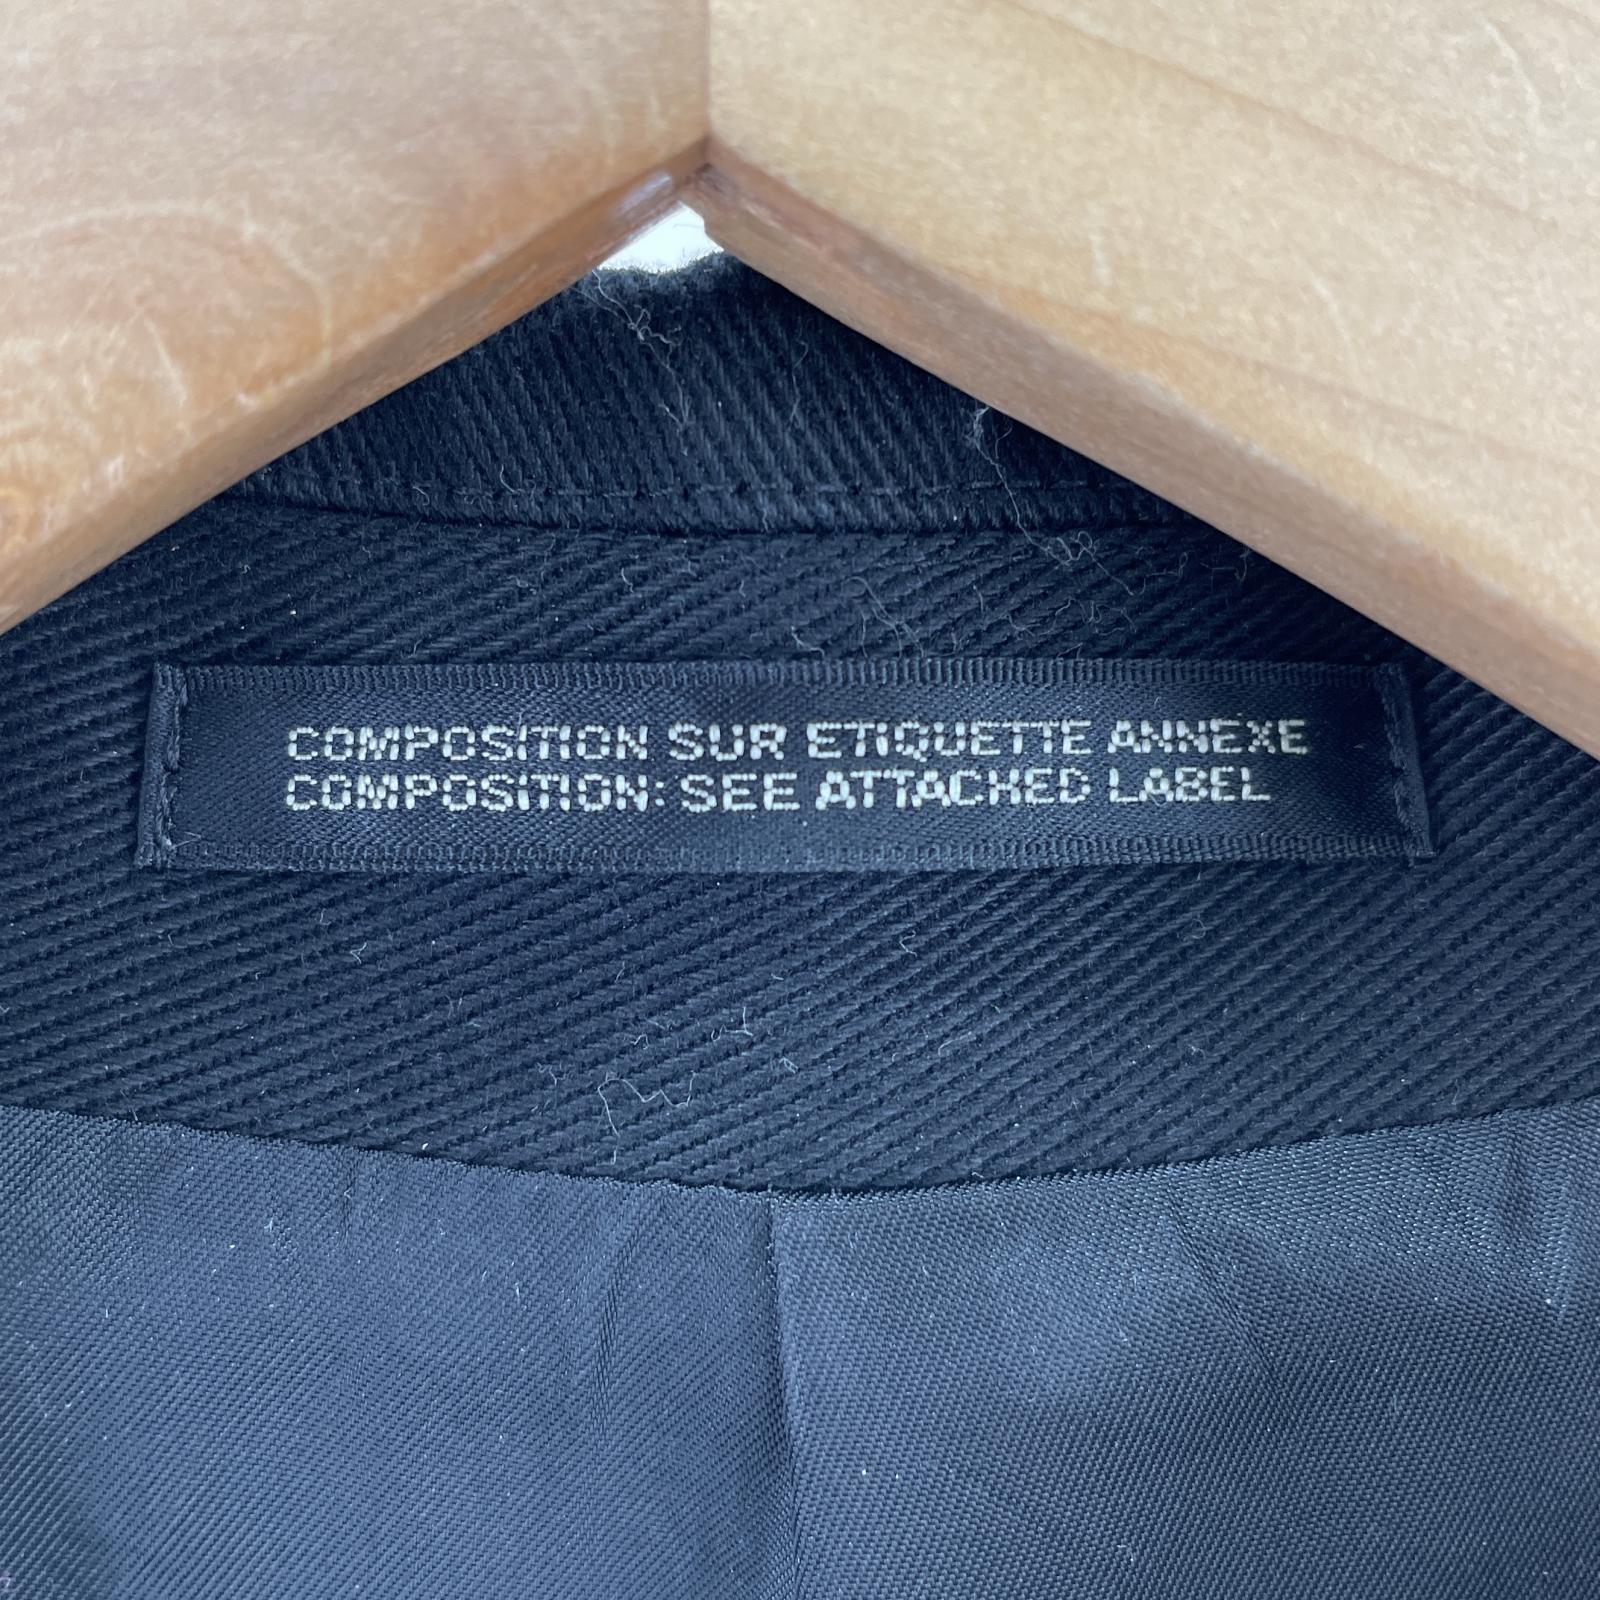 COMPOSITION SUR ETIQUETTE ANNEXE
COMPOSITION: SEE ATTACHED LABEL